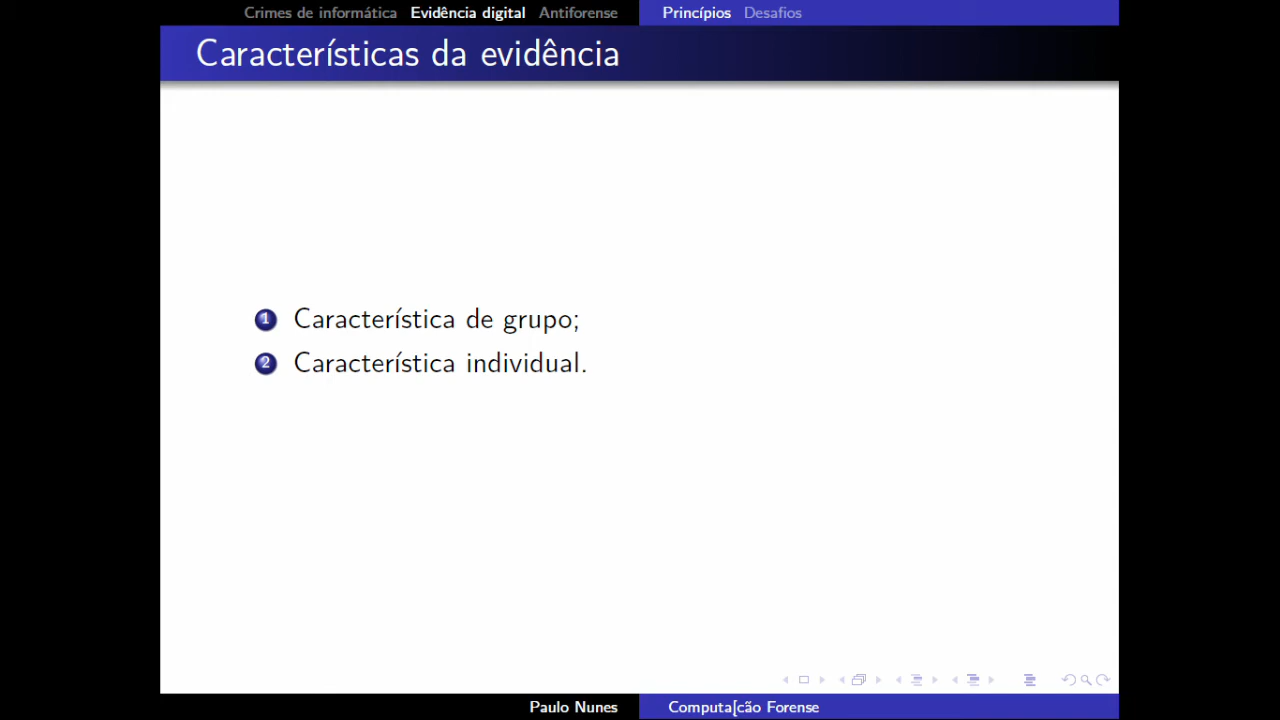 Crimes de informática Evidência digital Antiforense Princípios Desafios
Características da evidência
1 Característica de grupo;
2 Característica individual.
Paulo Nunes Computa[cão Forense